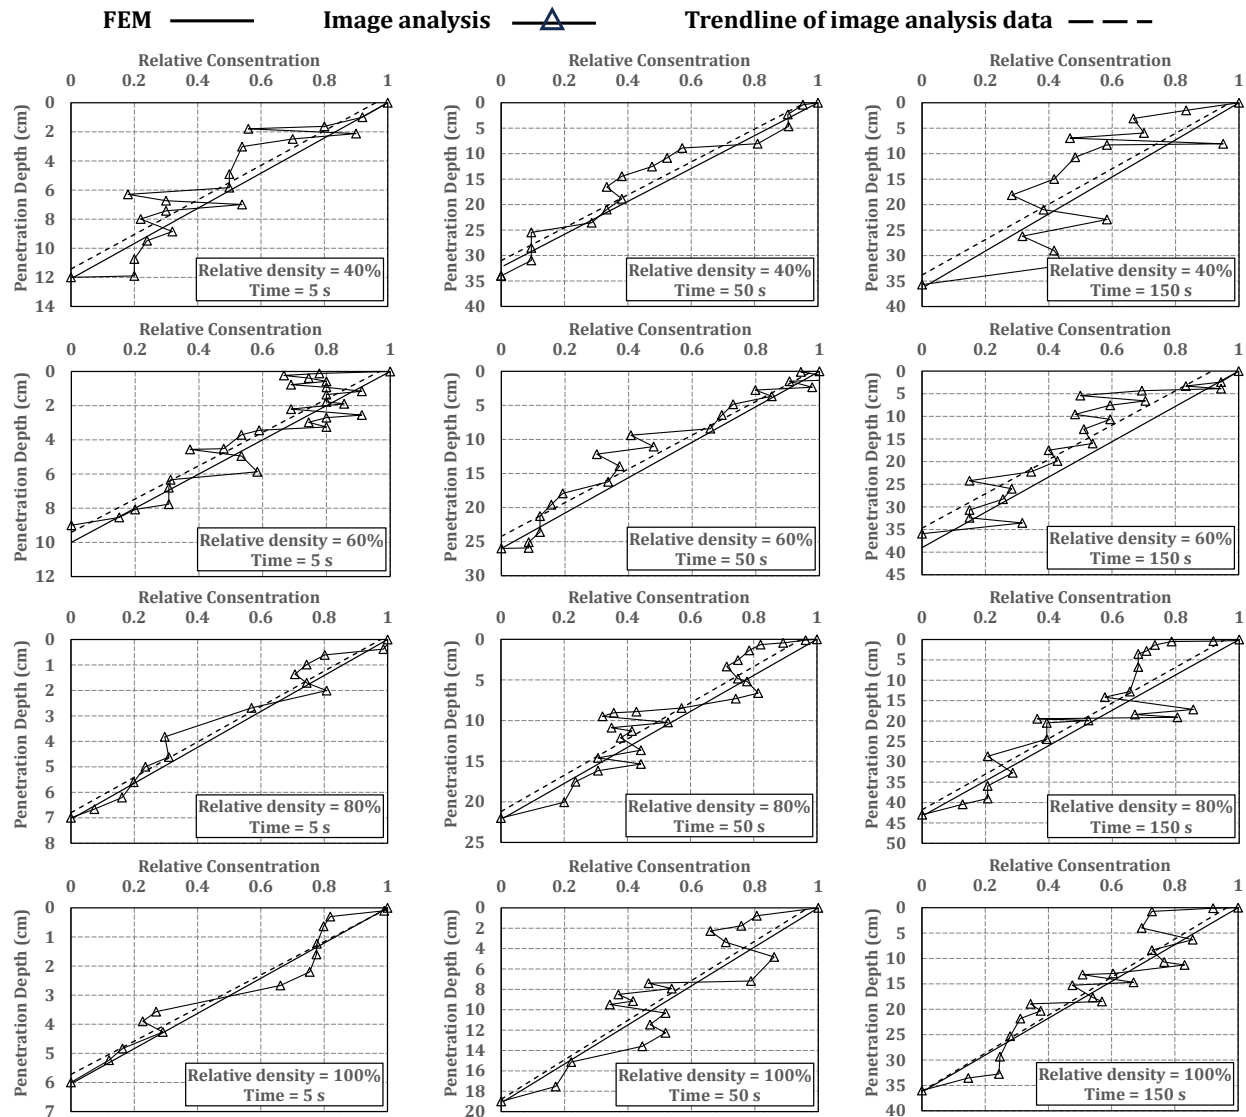 FEM Image analysis Trendline of image analysis data
Relative Consentration Relative Consentration Relative Consentration
0 0.2 0.4 0.6 0.8 1 0 0.2 0.4 0.6 0.8 1 0 0.2 0.4 0.6 0.8 1
Penetration Depth (cm) Penetration Depth (cm) Penetration Depth (cm)
0 2 4 6 8 10 12 14
0 5 10 15 20 25 30 35 40
0 5 10 15 20 25 30 35 40
Relative density = 40% Relative density = 40% Relative density = 40%
Time = 5 s Time = 50 s Time = 150 s
Relative Consentration Relative Consentration Relative Consentration
0 0.2 0.4 0.6 0.8 1 0 0.2 0.4 0.6 0.8 1 0 0.2 0.4 0.6 0.8 1
Penetration Depth (cm) Penetration Depth (cm) Penetration Depth (cm)
0 2 4 6 8 10 12
0 5 10 15 20 25 30
0 5 10 15 20 25 30 35 40 45
Relative density = 60% Relative density = 60% Relative density = 60%
Time = 5 s Time = 50 s Time = 150 s
Relative Consentration Relative Consentration Relative Consentration
0 0.2 0.4 0.6 0.8 1 0 0.2 0.4 0.6 0.8 1 0 0.2 0.4 0.6 0.8 1
Penetration Depth (cm) Penetration Depth (cm) Penetration Depth (cm)
0 1 2 3 4 5 6 7 8
0 5 10 15 20 25
0 5 10 15 20 25 30 35 40 45 50
Relative density = 80% Relative density = 80% Relative density = 80%
Time = 5 s Time = 50 s Time = 150 s
Relative Consentration Relative Consentration Relative Consentration
0 0.2 0.4 0.6 0.8 1 0 0.2 0.4 0.6 0.8 1 0 0.2 0.4 0.6 0.8 1
Penetration Depth (cm) Penetration Depth (cm) Penetration Depth (cm)
0 1 2 3 4 5 6 7
0 2 4 6 8 10 12 14 16 18 20
0 5 10 15 20 25 30 35 40
Relative density = 100% Relative density = 100% Relative density = 100%
Time = 5 s Time = 50 s Time = 150 s